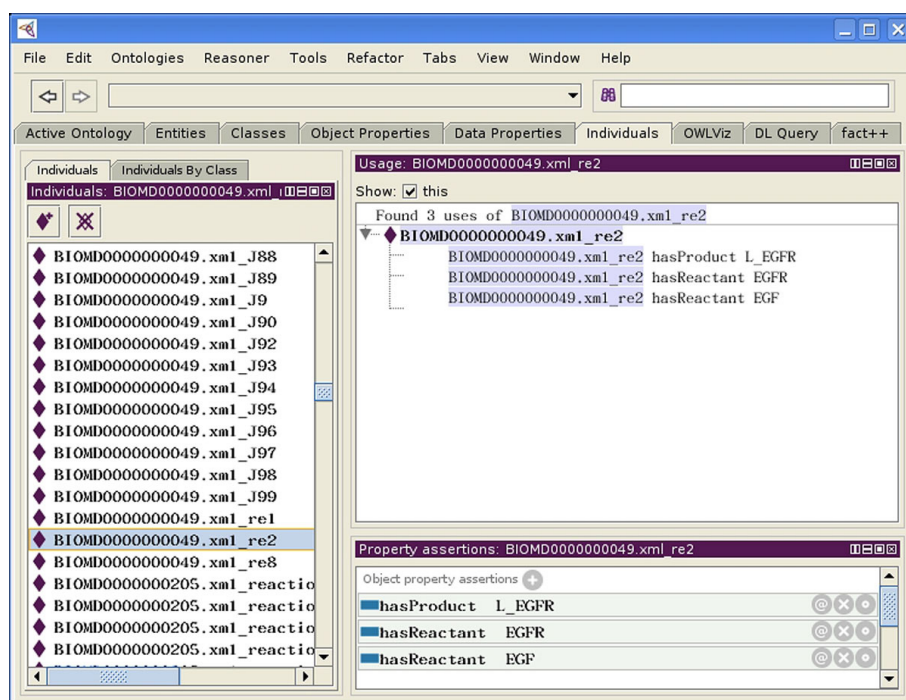 File Edit Ontologies Reasoner Tools Refactor Tabs View Window Help
Active Ontology Entities Classes Object Properties Data Properties Individuals OWLViz DL Query fact++
Individuals Individuals By Class
Individuals: BIOMD0000000049.xml
BIOMD0000000049.xml_J88
BIOMD0000000049.xml_J89
BIOMD0000000049.xml_J9
BIOMD0000000049.xml_J90
BIOMD0000000049.xml_J92
BIOMD0000000049.xml_J93
BIOMD0000000049.xml_J94
BIOMD0000000049.xml_J95
BIOMD0000000049.xml_J96
BIOMD0000000049.xml_J97
BIOMD0000000049.xml_J98
BIOMD0000000049.xml_J99
BIOMD0000000049.xml_re1
BIOMD0000000049.xml_re2
BIOMD0000000049.xml_re8
BIOMD0000000205.xml_reactio
BIOMD0000000205.xml_reactio
BIOMD0000000205.xml_reactio
BIOMD0000000205.xml_reactio
Usage: BIOMD0000000049.xml_re2
Show: this
Found 3 uses of BIOMD0000000049.xml_re2
BIOMD0000000049.xml_re2
BIOMD0000000049.xml_re2 hasProduct L_EGFR
BIOMD0000000049.xml_re2 hasReactant EGFR
BIOMD0000000049.xml_re2 hasReactant EGF
Property assertions: BIOMD0000000049.xml_re2
Object property assertions
hasProduct L_EGFR
hasReactant EGFR
hasReactant EGF